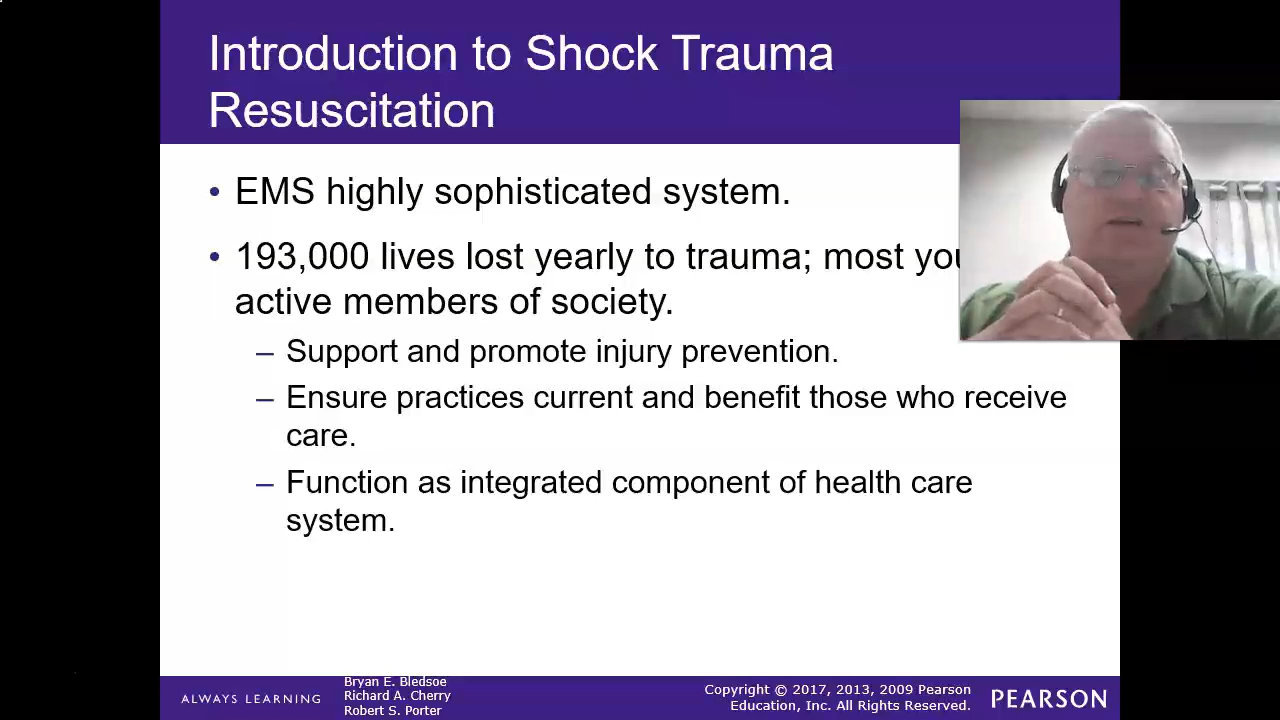 Introduction to Shock Trauma
Resuscitation
• EMS highly sophisticated system.
• 193,000 lives lost yearly to trauma; most
active members of society.
– Support and promote injury prevention.
– Ensure practices current and benefit those who receive
care.
– Function as integrated component of health care
system.
ALWAYS LEARNING
Bryan E. Bledsoe
Richard A. Cherry
Robert S. Porter
Copyright © 2017, 2013, 2009 Pearson
Education, Inc. All Rights Reserved.
PEARSON